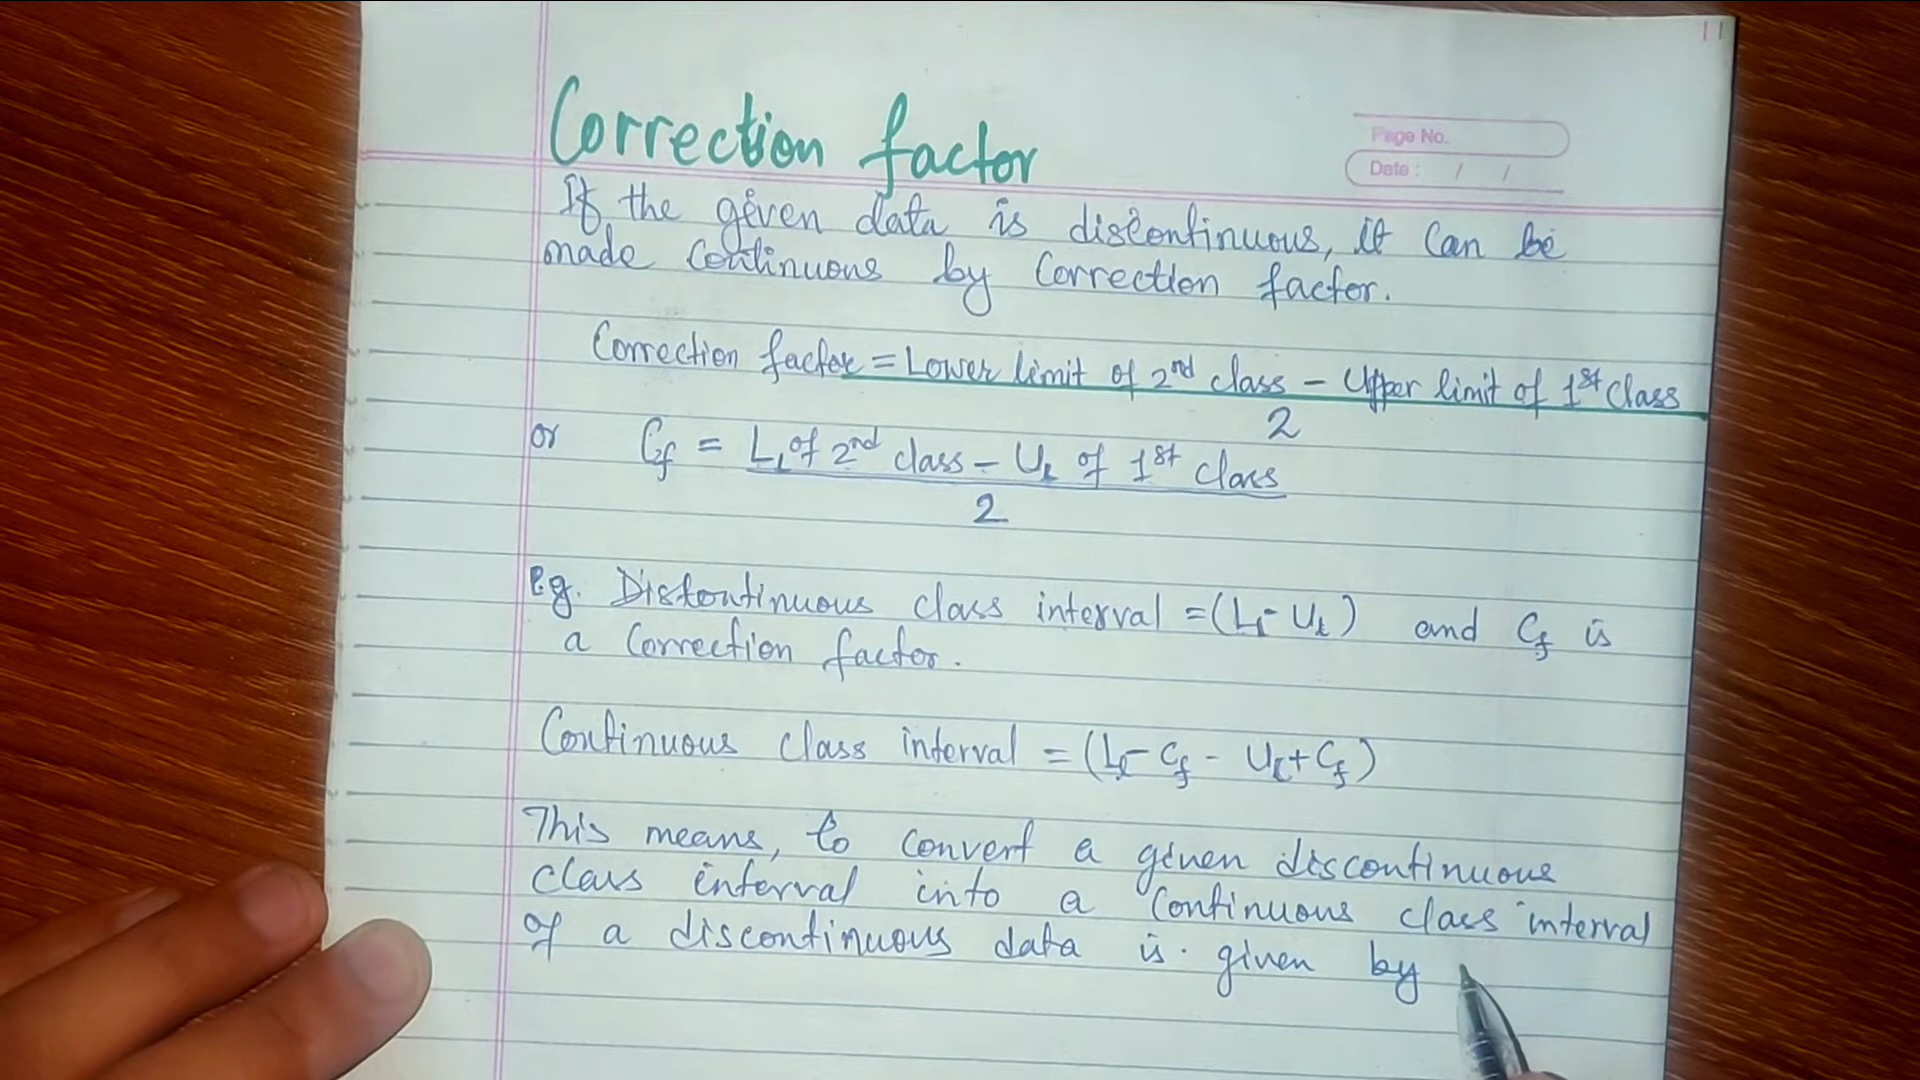 Correction factor
Page No.
Date : / /
If the given data is discontinuous, it can be
made continuous by Correction factor.
Correction factor = Lower limit of 2nd class - Upper limit of 1st class
2
or Cf = LL of 2nd class - UL of 1st class
2
Eg. Discontinuous class interval = (LL - UL) and Cf is
a correction factor.
Continuous class interval = (LL - Cf - UL + Cf)
This means, to convert a given discontinuous
class interval into a continuous class interval
of a discontinuous data is given by